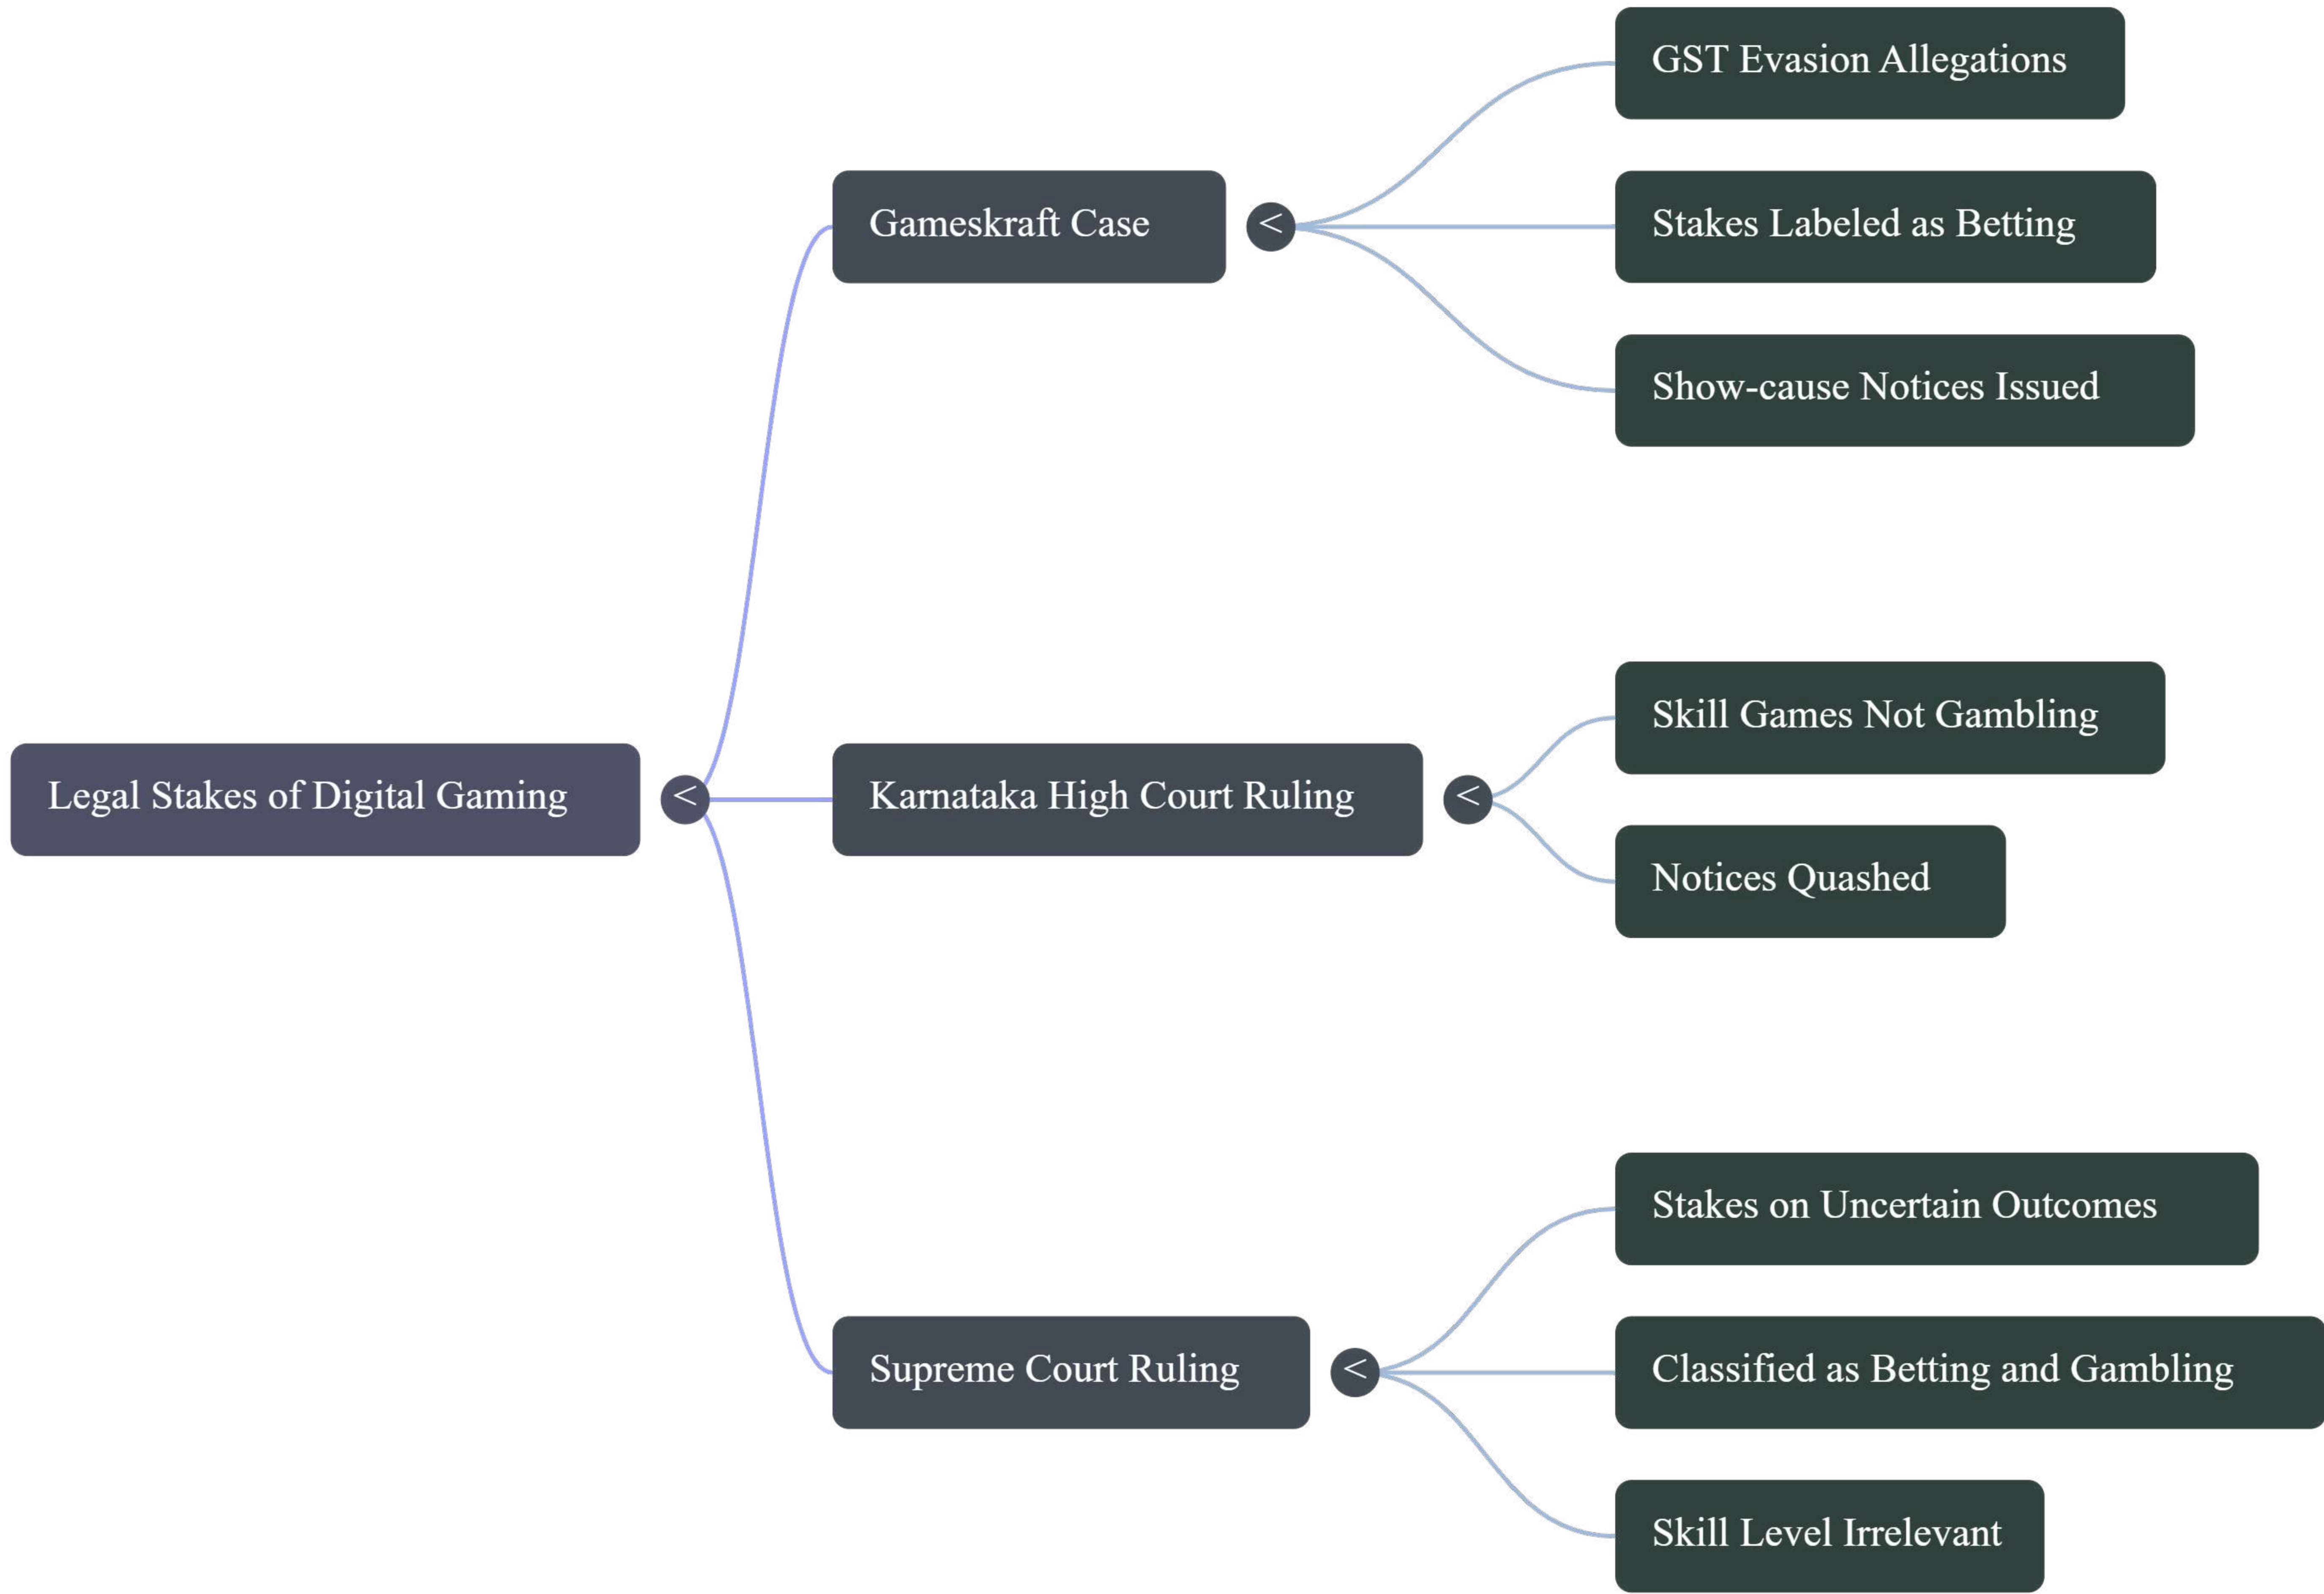 Legal Stakes of Digital Gaming
<
Gameskraft Case
<
GST Evasion Allegations
Stakes Labeled as Betting
Show-cause Notices Issued
Karnataka High Court Ruling
<
Skill Games Not Gambling
Notices Quashed
Supreme Court Ruling
<
Stakes on Uncertain Outcomes
Classified as Betting and Gambling
Skill Level Irrelevant